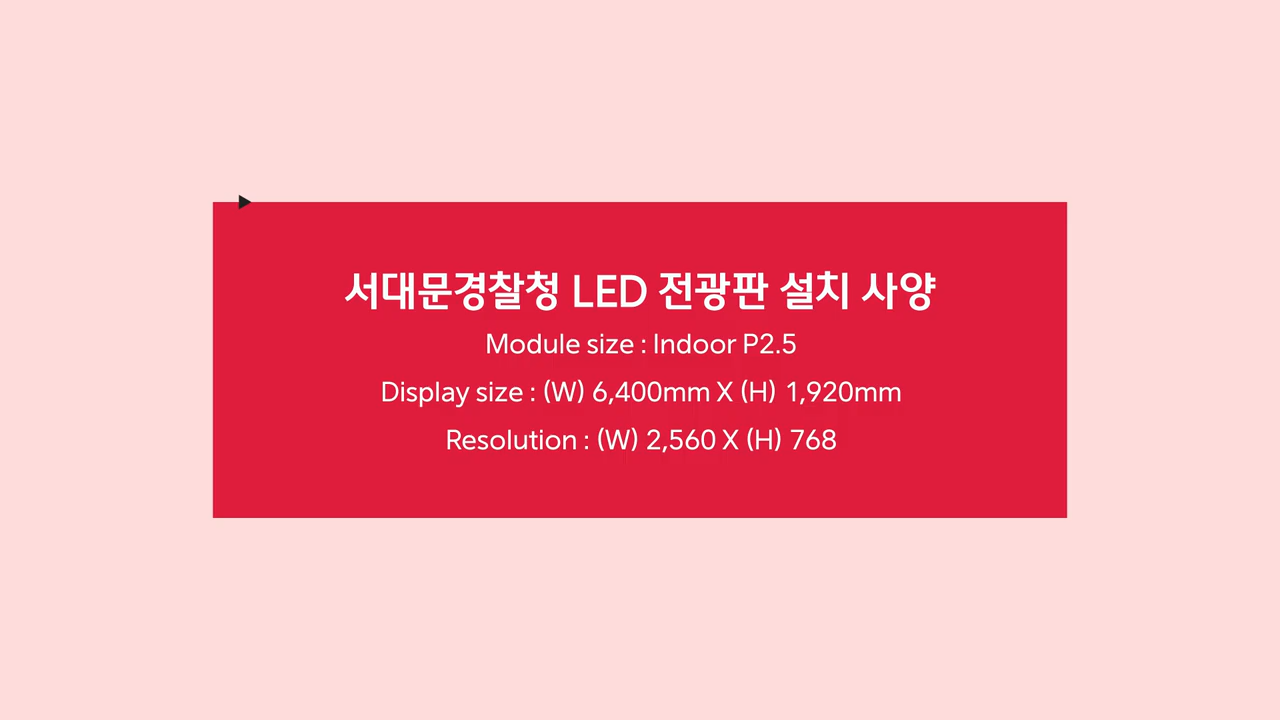 서대문경찰청 LED 전광판 설치 사양
Module size : Indoor P2.5
Display size : (W) 6,400mm X (H) 1,920mm
Resolution : (W) 2,560 X (H) 768